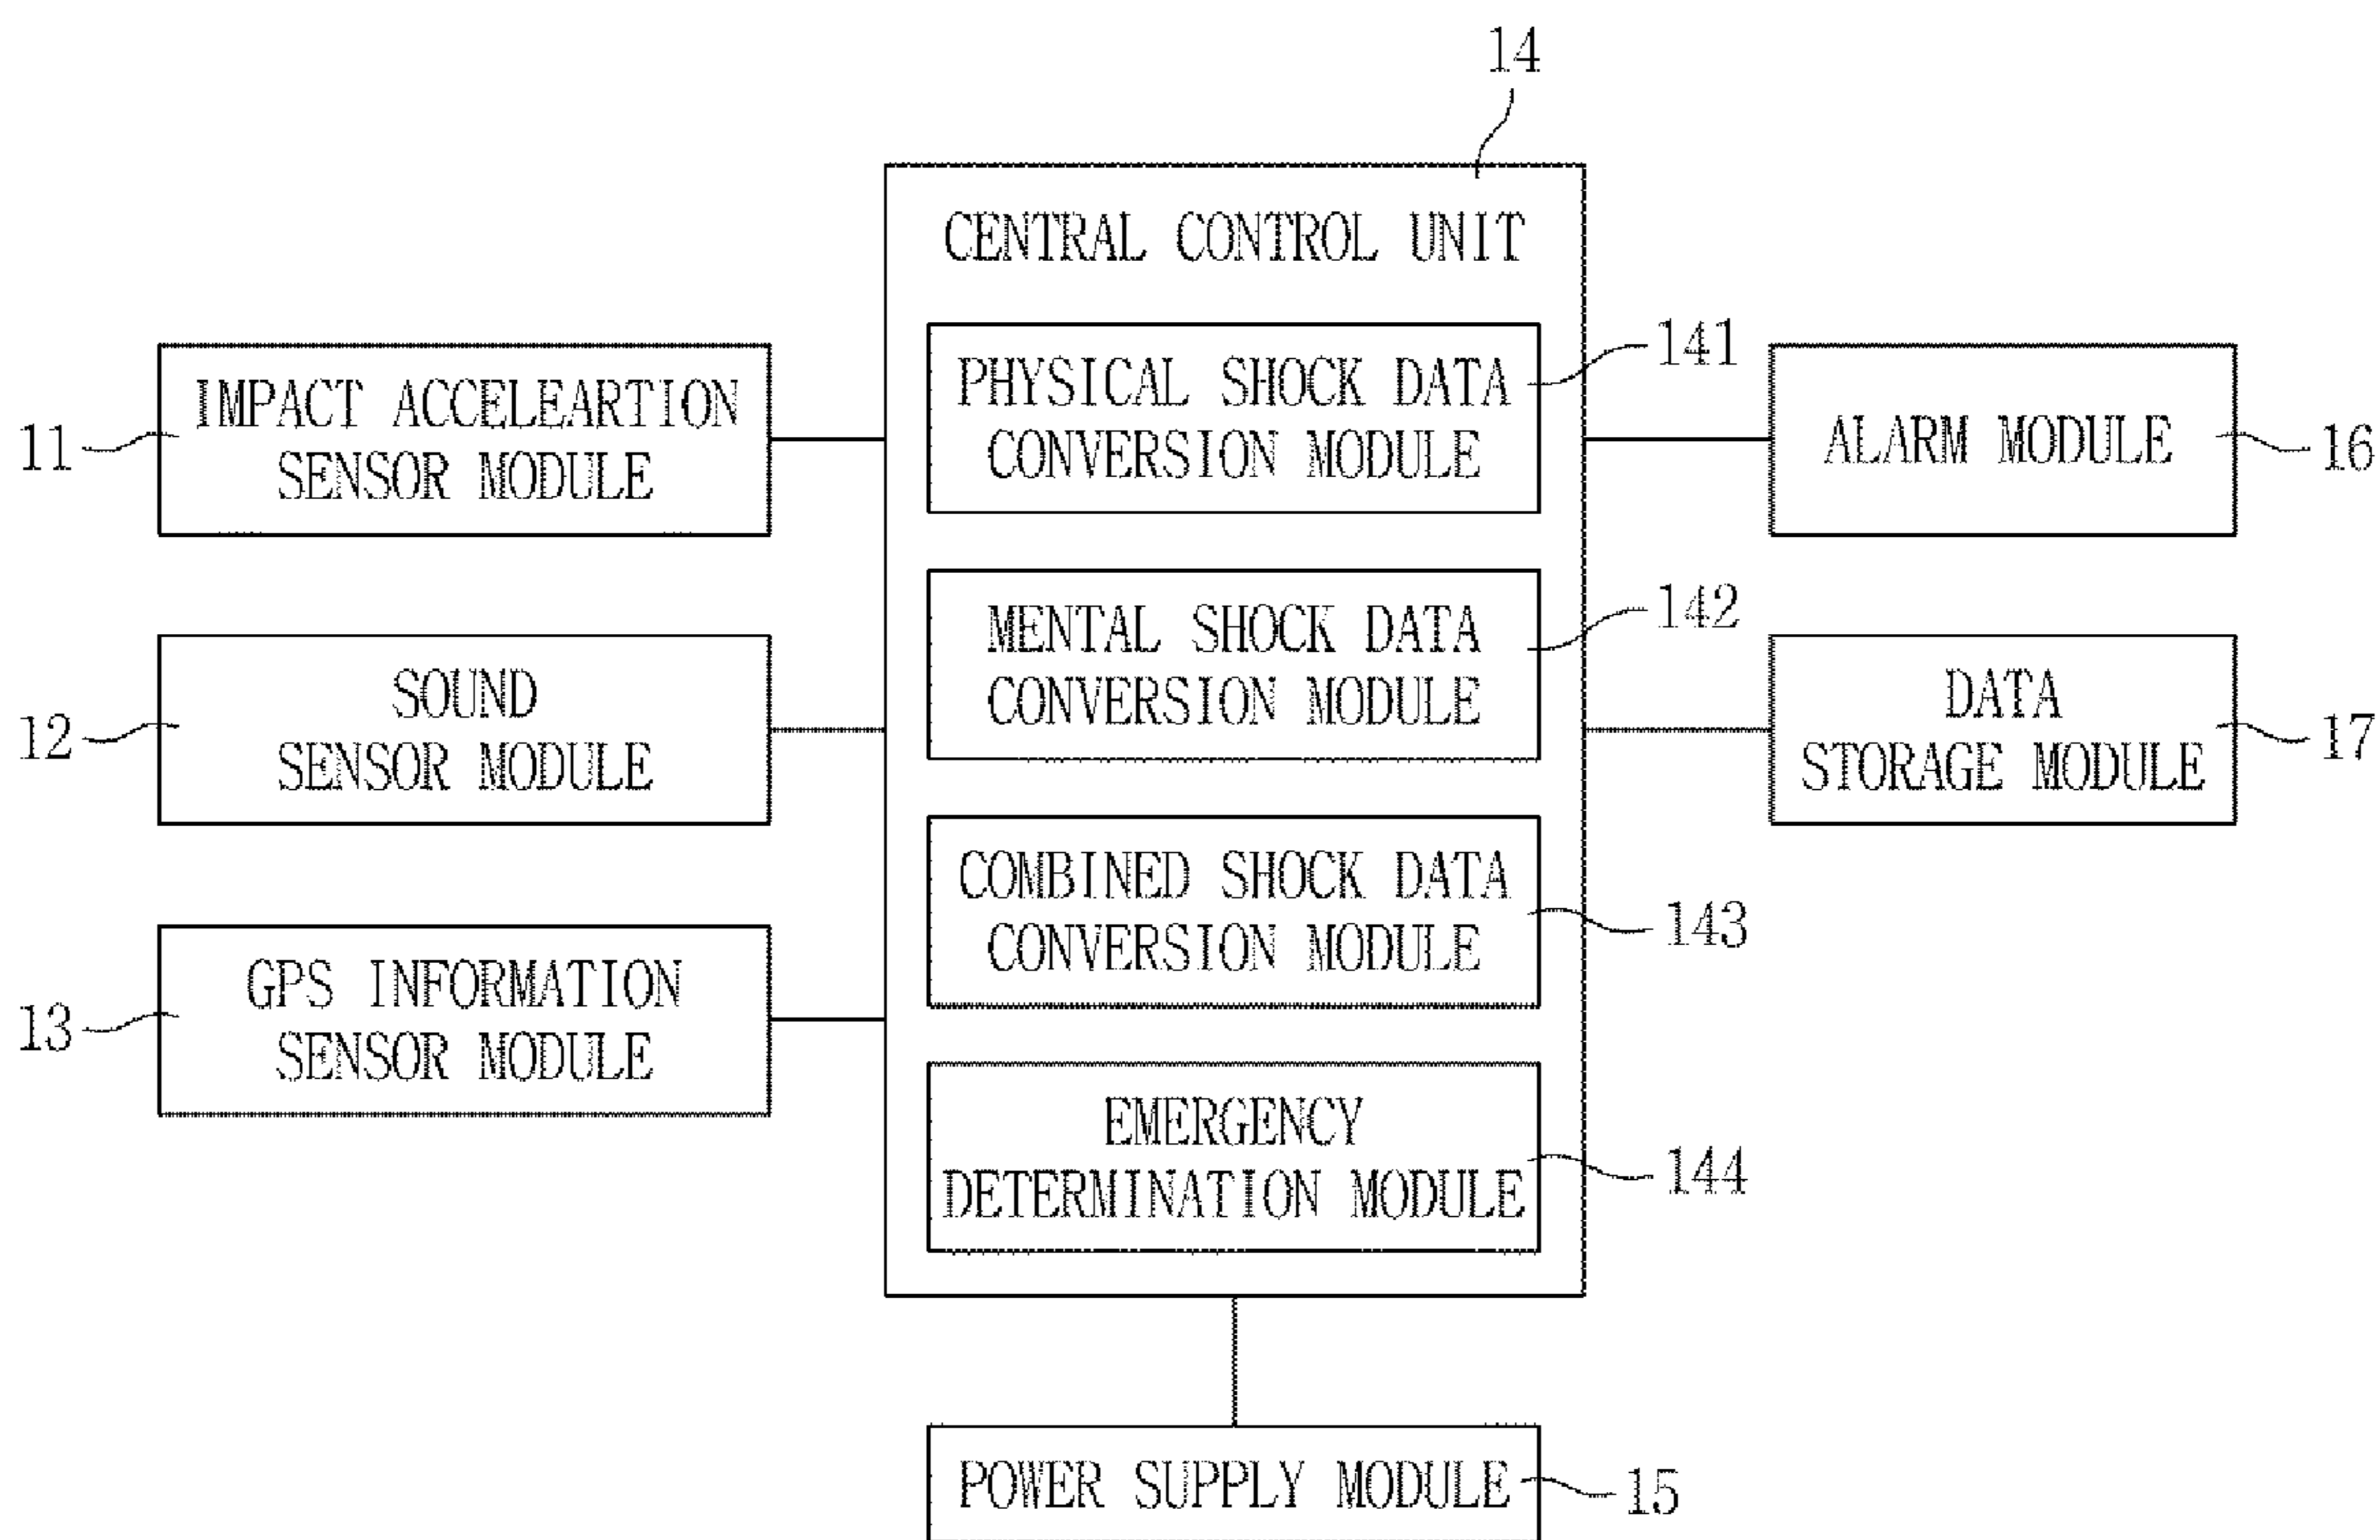 14
CENTRAL CONTROL UNIT
PHYSICAL SHOCK DATA
CONVERSION MODULE
141
MENTAL SHOCK DATA
CONVERSION MODULE
142
COMBINED SHOCK DATA
CONVERSION MODULE
143
EMERGENCY
DETERMINATION MODULE
144
11
IMPACT ACCELEARTION
SENSOR MODULE
12
SOUND
SENSOR MODULE
13
GPS INFORMATION
SENSOR MODULE
ALARM MODULE
16
DATA
STORAGE MODULE
17
POWER SUPPLY MODULE
15